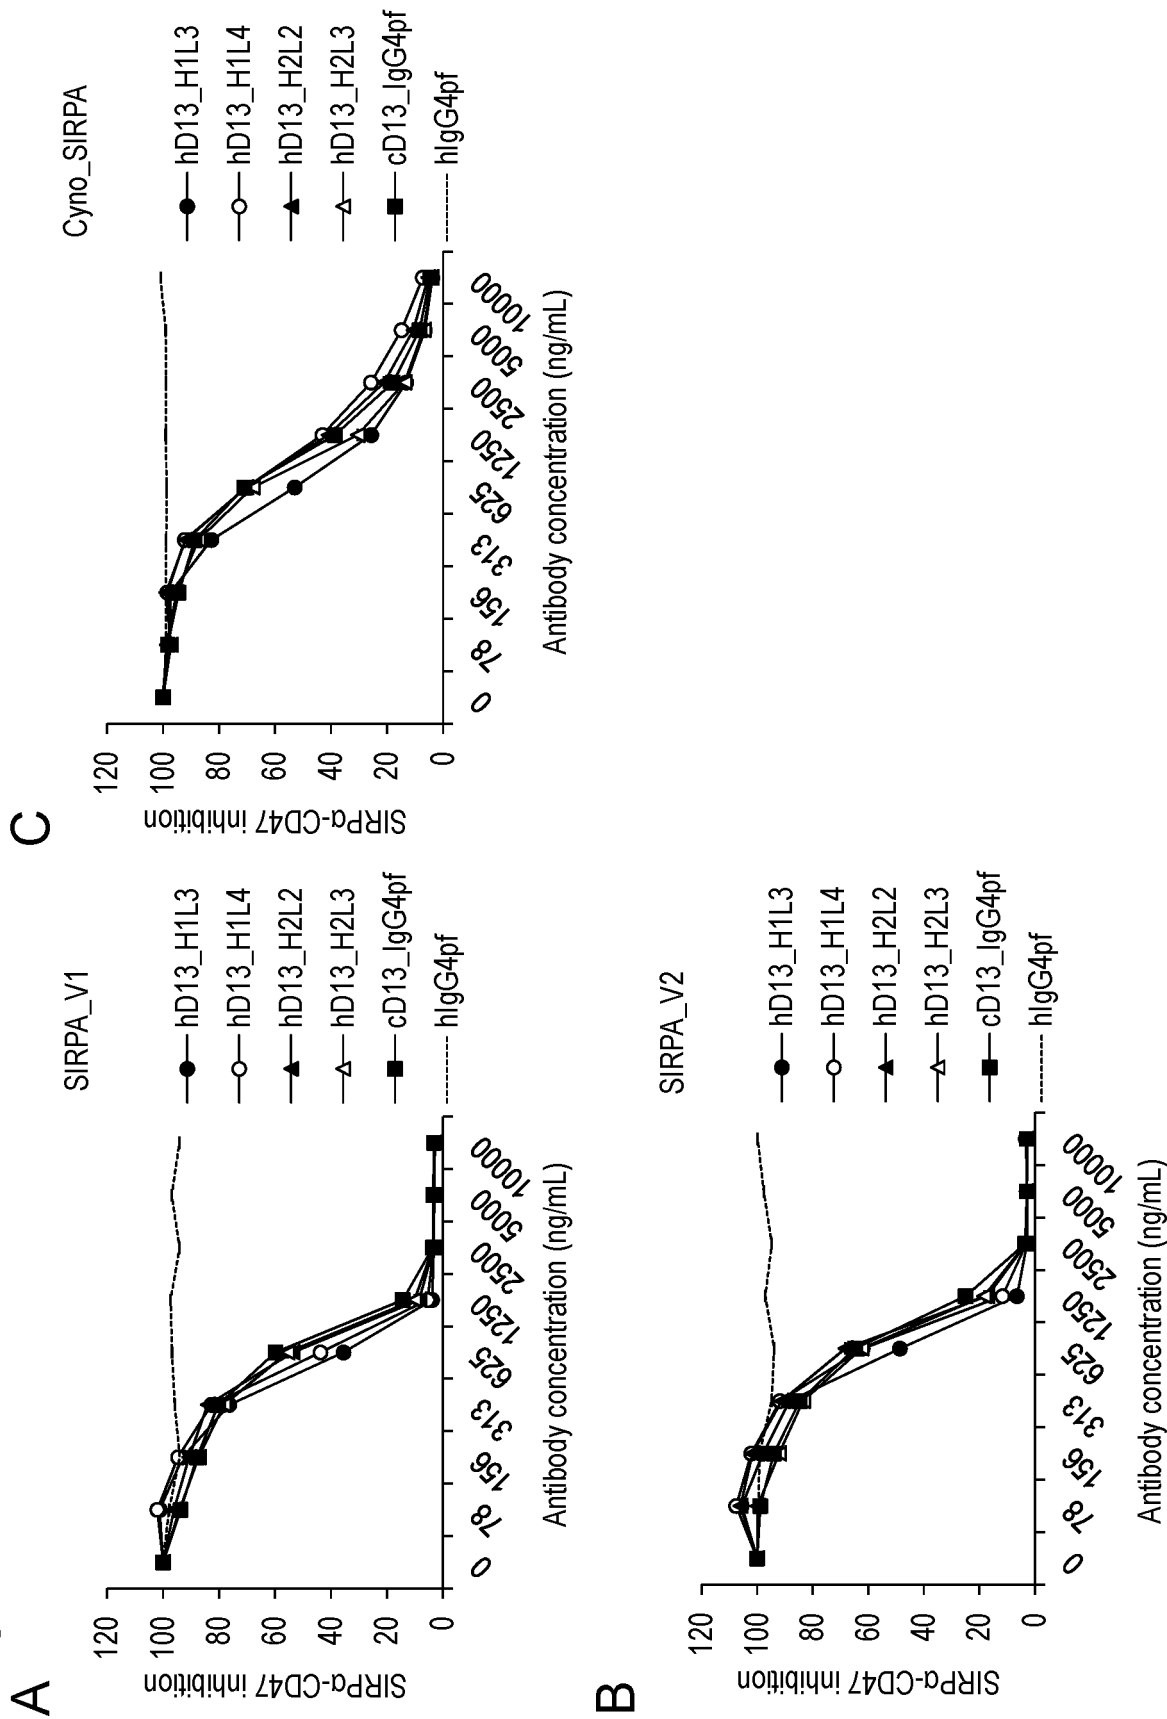 A
SIRPA_V1
SIRPα-CD47 inhibition
120
100
80
60
40
20
0
0
78
156
313
625
1250
2500
5000
10000
Antibody concentration (ng/mL)
hD13_H1L3
hD13_H1L4
hD13_H2L2
hD13_H2L3
cD13_IgG4pf
hIgG4pf
B
SIRPA_V2
SIRPα-CD47 inhibition
120
100
80
60
40
20
0
0
78
156
313
625
1250
2500
5000
10000
Antibody concentration (ng/mL)
hD13_H1L3
hD13_H1L4
hD13_H2L2
hD13_H2L3
cD13_IgG4pf
hIgG4pf
C
Cyno_SIRPA
SIRPα-CD47 inhibition
120
100
80
60
40
20
0
0
78
156
313
625
1250
2500
5000
10000
Antibody concentration (ng/mL)
hD13_H1L3
hD13_H1L4
hD13_H2L2
hD13_H2L3
cD13_IgG4pf
hIgG4pf